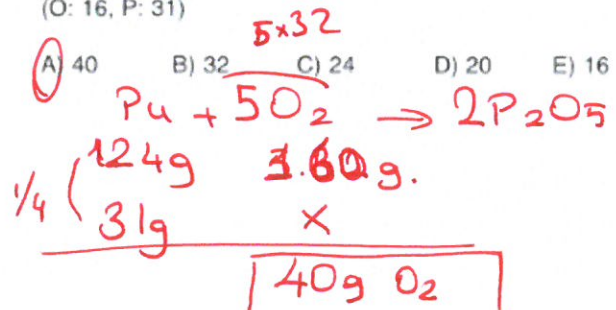 (O: 16, P: 31)
5x32
A) 40 B) 32 C) 24 D) 20 E) 16
P4 + 5O2 → 2P2O5
124g 160g.
1/4
31g X
40g O2